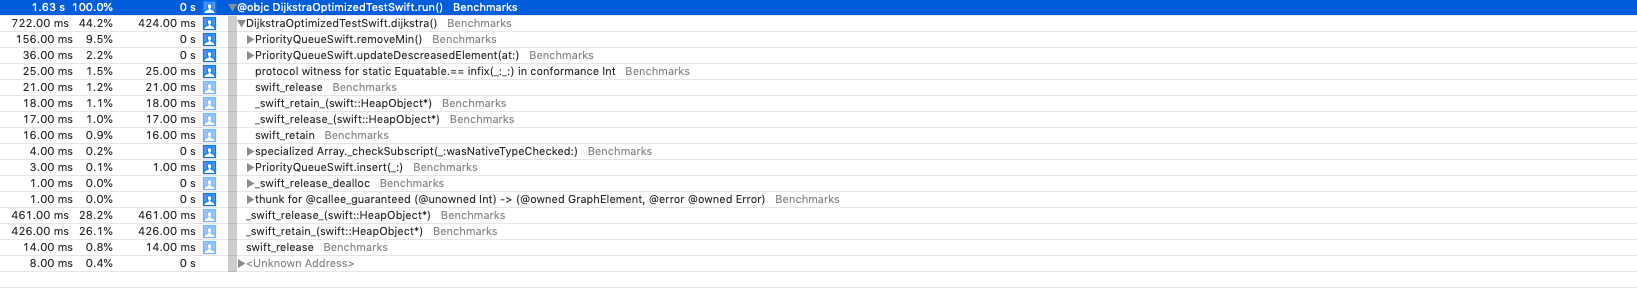 1.63 s 100.0% 0 s ▼@objc DijkstraOptimizedTestSwift.run() Benchmarks
722.00 ms 44.2% 424.00 ms ▼DijkstraOptimizedTestSwift.dijkstra() Benchmarks
156.00 ms 9.5% 0 s ▶PriorityQueueSwift.removeMin() Benchmarks
36.00 ms 2.2% 0 s ▶PriorityQueueSwift.updateDescreasedElement(at:) Benchmarks
25.00 ms 1.5% 25.00 ms protocol witness for static Equatable.== infix(_:_:) in conformance Int Benchmarks
21.00 ms 1.2% 21.00 ms swift_release Benchmarks
18.00 ms 1.1% 18.00 ms _swift_retain_(swift::HeapObject*) Benchmarks
17.00 ms 1.0% 17.00 ms _swift_release_(swift::HeapObject*) Benchmarks
16.00 ms 0.9% 16.00 ms swift_retain Benchmarks
4.00 ms 0.2% 0 s ▶specialized Array._checkSubscript(_:wasNativeTypeChecked:) Benchmarks
3.00 ms 0.1% 1.00 ms ▶PriorityQueueSwift.insert(_:) Benchmarks
1.00 ms 0.0% 0 s ▶_swift_release_dealloc Benchmarks
1.00 ms 0.0% 0 s ▶thunk for @callee_guaranteed (@unowned Int) -> (@owned GraphElement, @error @owned Error) Benchmarks
461.00 ms 28.2% 461.00 ms _swift_release_(swift::HeapObject*) Benchmarks
426.00 ms 26.1% 426.00 ms _swift_retain_(swift::HeapObject*) Benchmarks
14.00 ms 0.8% 14.00 ms swift_release Benchmarks
8.00 ms 0.4% 0 s ▶<Unknown Address>